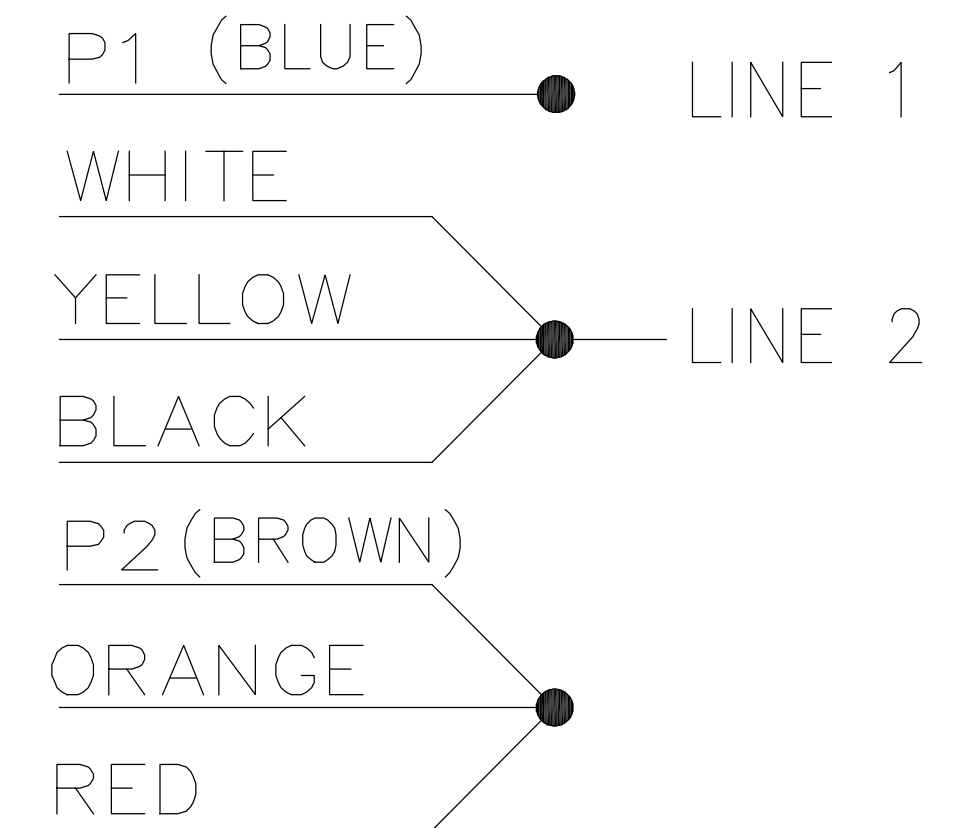 P1 (BLUE)
LINE 1
WHITE
YELLOW
LINE 2
BLACK
P2 (BROWN)
ORANGE
RED